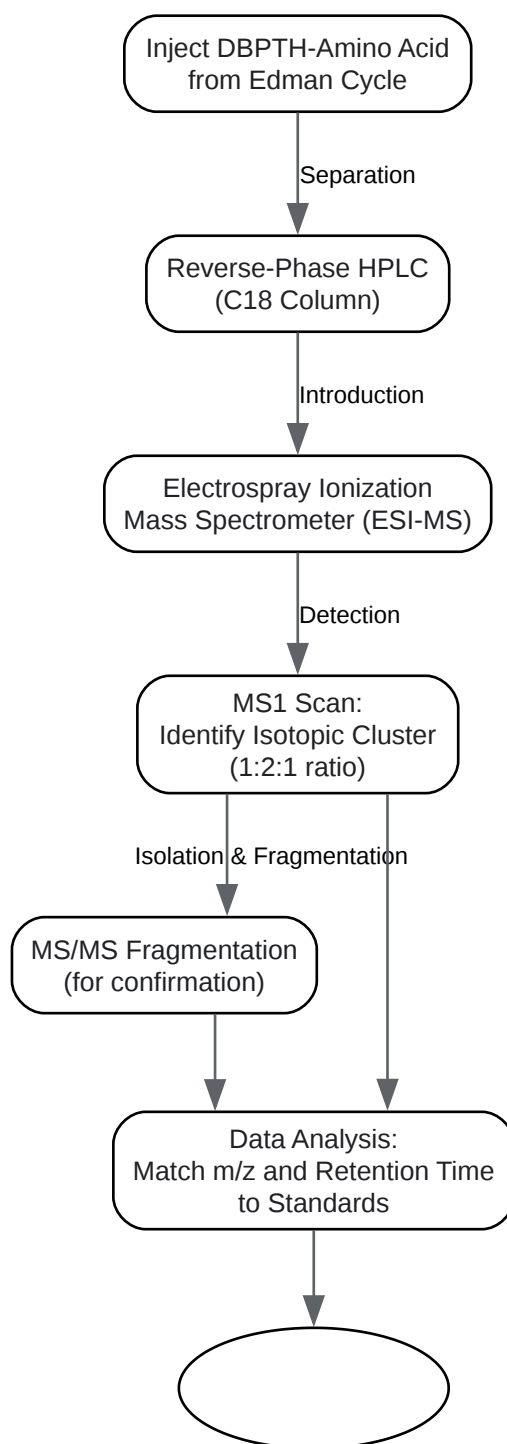 Inject DBPTH-Amino Acid
from Edman Cycle
Separation
Reverse-Phase HPLC
(C18 Column)
Introduction
Electrospray Ionization
Mass Spectrometer (ESI-MS)
Detection
MS1 Scan:
Identify Isotopic Cluster
(1:2:1 ratio)
Isolation & Fragmentation
MS/MS Fragmentation
(for confirmation)
Data Analysis:
Match m/z and Retention Time
to Standards